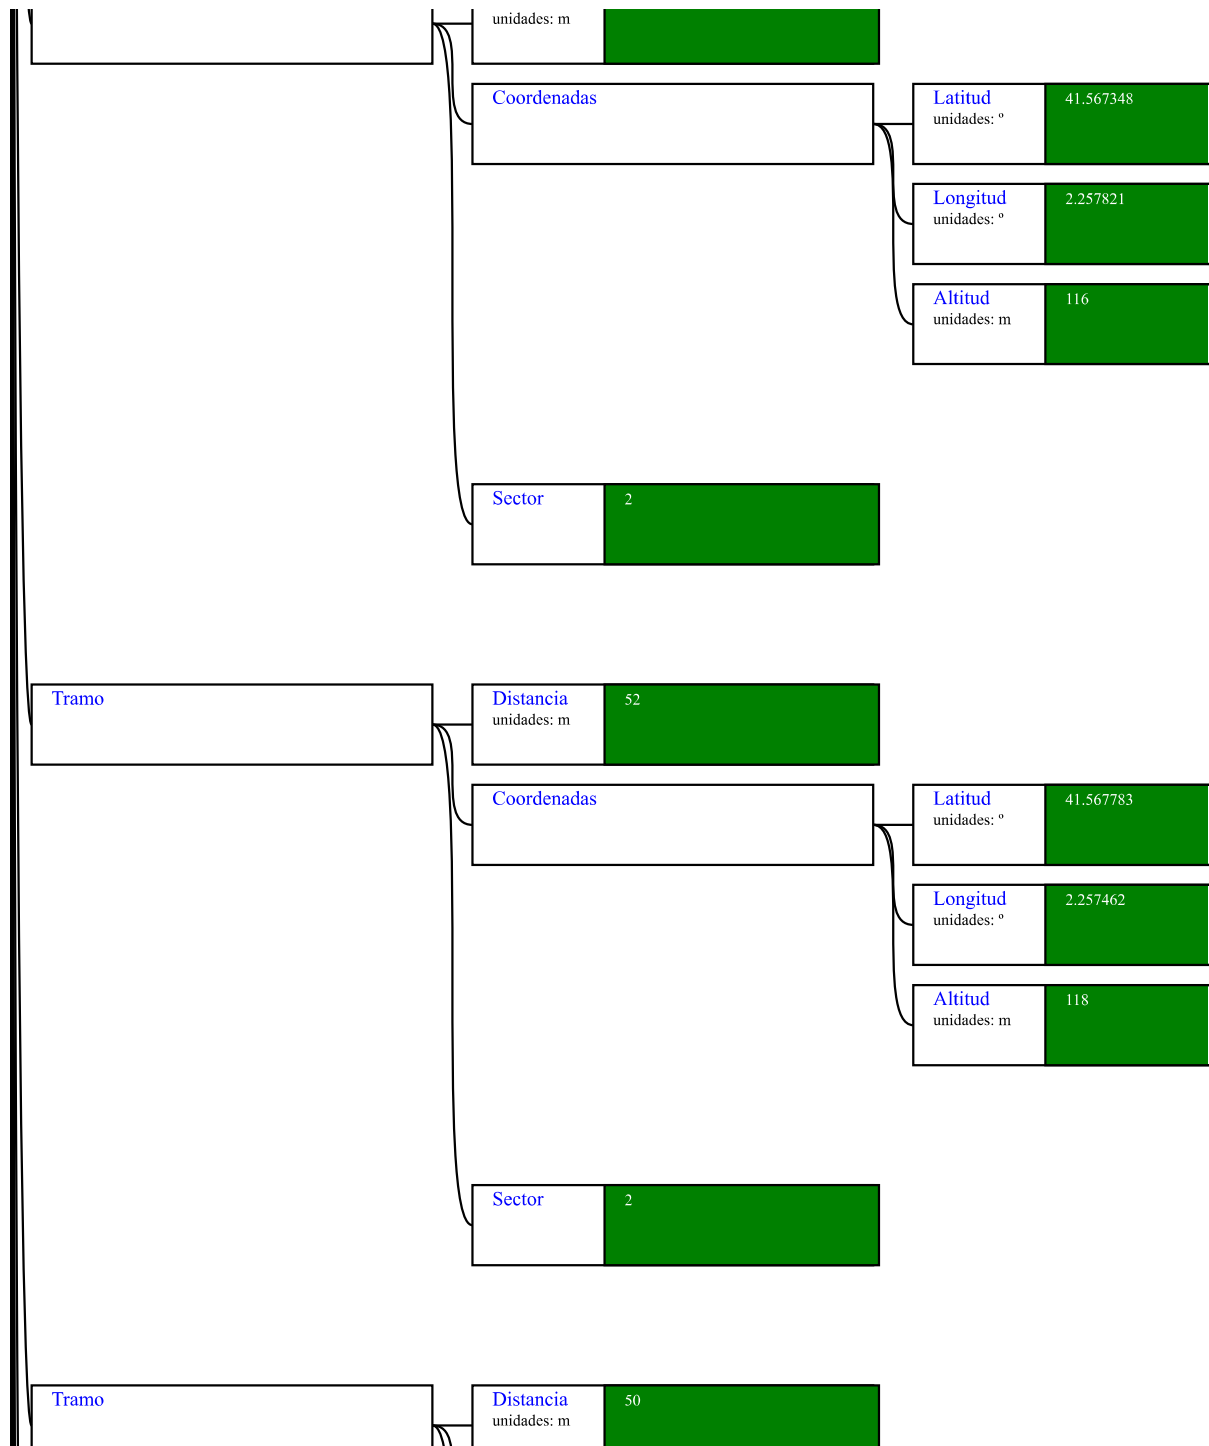 unidades: m
Coordenadas
Latitud
unidades: º
41.567348
Longitud
unidades: º
2.257821
Altitud
unidades: m
116
Sector
2
Tramo
Distancia
unidades: m
52
Coordenadas
Latitud
unidades: º
41.567783
Longitud
unidades: º
2.257462
Altitud
unidades: m
118
Sector
2
Tramo
Distancia
unidades: m
50